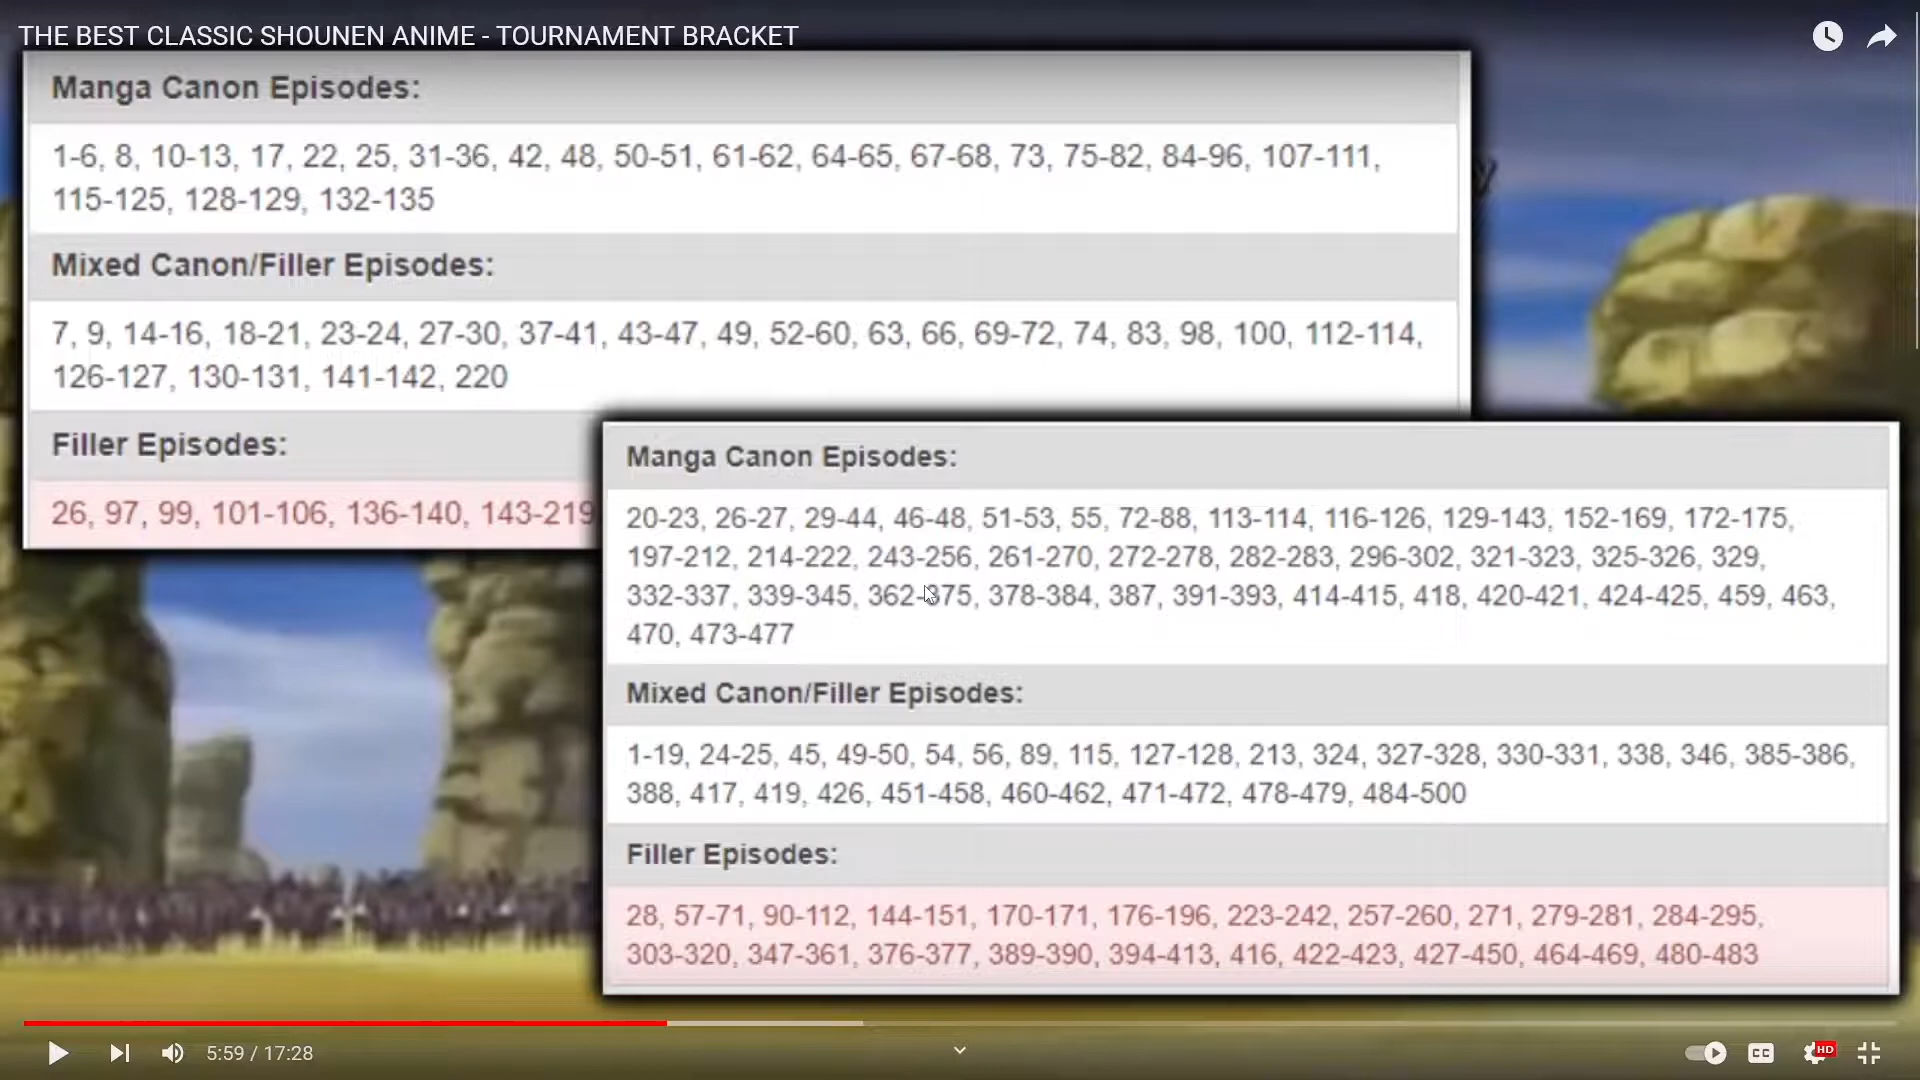 THE BEST CLASSIC SHOUNEN ANIME - TOURNAMENT BRACKET
Manga Canon Episodes:
1-6, 8, 10-13, 17, 22, 25, 31-36, 42, 48, 50-51, 61-62, 64-65, 67-68, 73, 75-82, 84-96, 107-111,
115-125, 128-129, 132-135
Mixed Canon/Filler Episodes:
7, 9, 14-16, 18-21, 23-24, 27-30, 37-41, 43-47, 49, 52-60, 63, 66, 69-72, 74, 83, 98, 100, 112-114,
126-127, 130-131, 141-142, 220
Filler Episodes:
26, 97, 99, 101-106, 136-140, 143-219
Manga Canon Episodes:
20-23, 26-27, 29-44, 46-48, 51-53, 55, 72-88, 113-114, 116-126, 129-143, 152-169, 172-175,
197-212, 214-222, 243-256, 261-270, 272-278, 282-283, 296-302, 321-323, 325-326, 329,
332-337, 339-345, 362-375, 378-384, 387, 391-393, 414-415, 418, 420-421, 424-425, 459, 463,
470, 473-477
Mixed Canon/Filler Episodes:
1-19, 24-25, 45, 49-50, 54, 56, 89, 115, 127-128, 213, 324, 327-328, 330-331, 338, 346, 385-386,
388, 417, 419, 426, 451-458, 460-462, 471-472, 478-479, 484-500
Filler Episodes:
28, 57-71, 90-112, 144-151, 170-171, 176-196, 223-242, 257-260, 271, 279-281, 284-295,
303-320, 347-361, 376-377, 389-390, 394-413, 416, 422-423, 427-450, 464-469, 480-483
5:59 / 17:28
CC
HD